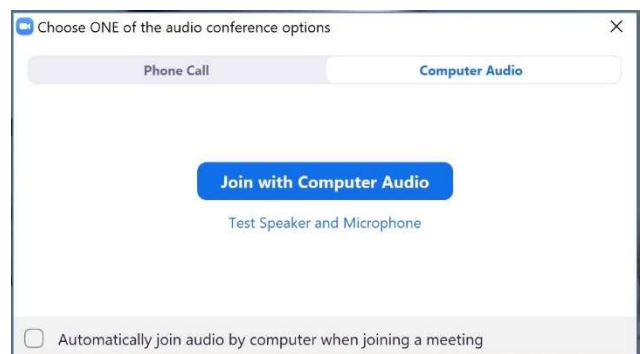 Choose ONE of the audio conference options
Phone Call
Computer Audio
Join with Computer Audio
Test Speaker and Microphone
Automatically join audio by computer when joining a meeting